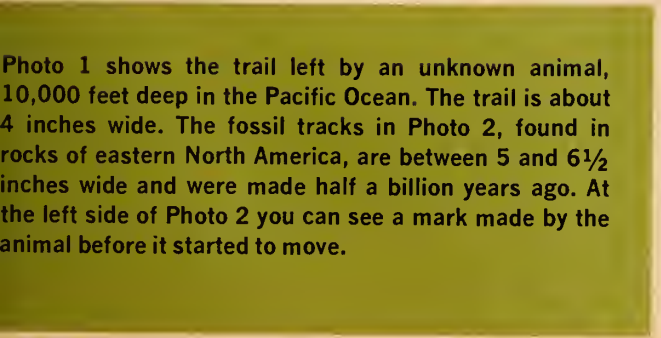 Photo 1 shows the trail left by an unknown animal,
10,000 feet deep in the Pacific Ocean. The trail is about
4 inches wide. The fossil tracks in Photo 2, found in
rocks of eastern North America, are between 5 and 6½
inches wide and were made half a billion years ago. At
the left side of Photo 2 you can see a mark made by the
animal before it started to move.